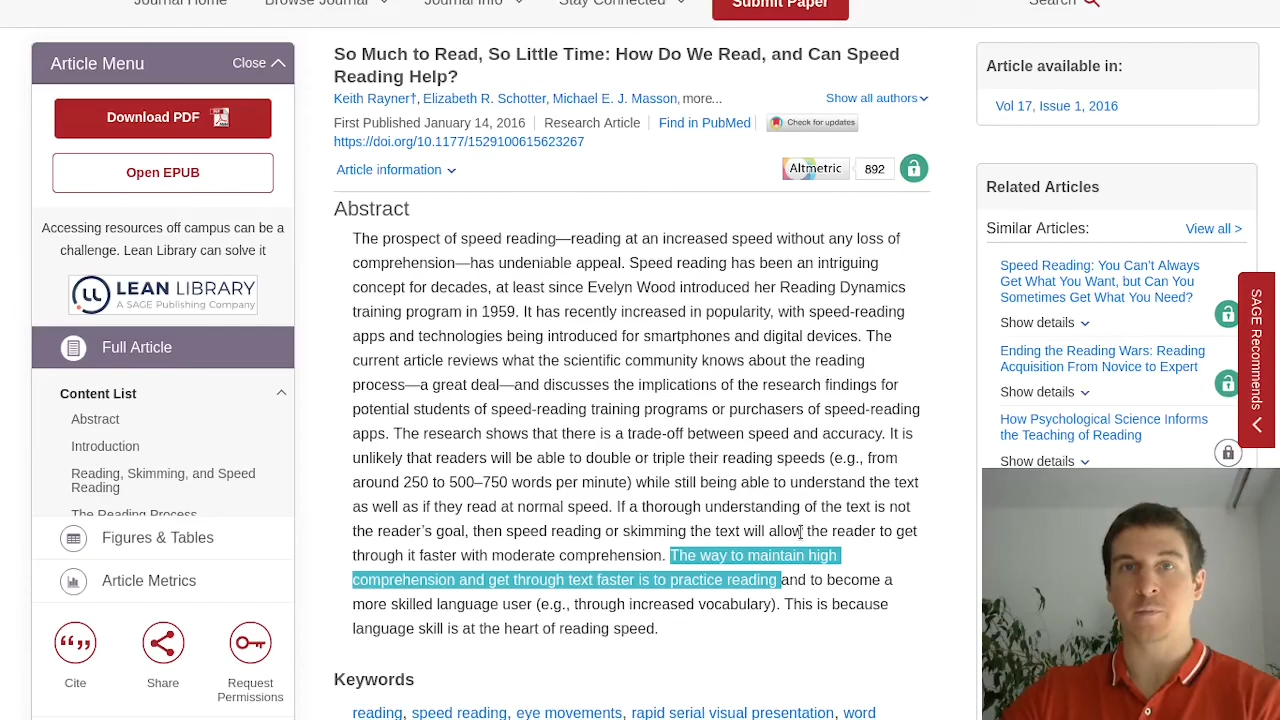 Journal Home
Browse Journal
Journal Info
Stay Connected
Submit Paper
Search
Article Menu
Close
Download PDF
Open EPUB
Accessing resources off campus can be a
challenge. Lean Library can solve it
LEAN LIBRARY
A SAGE Publishing Company
Full Article
Content List
Abstract
Introduction
Reading, Skimming, and Speed
Reading
The Reading Process
Figures & Tables
Article Metrics
Cite
Share
Request
Permissions
So Much to Read, So Little Time: How Do We Read, and Can Speed
Reading Help?
Keith Rayner†, Elizabeth R. Schotter, Michael E. J. Masson, more...
Show all authors
First Published January 14, 2016
Research Article
Find in PubMed
Check for updates
https://doi.org/10.1177/1529100615623267
Article information
Altmetric
892
Abstract
The prospect of speed reading—reading at an increased speed without any loss of
comprehension—has undeniable appeal. Speed reading has been an intriguing
concept for decades, at least since Evelyn Wood introduced her Reading Dynamics
training program in 1959. It has recently increased in popularity, with speed-reading
apps and technologies being introduced for smartphones and digital devices. The
current article reviews what the scientific community knows about the reading
process—a great deal—and discusses the implications of the research findings for
potential students of speed-reading training programs or purchasers of speed-reading
apps. The research shows that there is a trade-off between speed and accuracy. It is
unlikely that readers will be able to double or triple their reading speeds (e.g., from
around 250 to 500–750 words per minute) while still being able to understand the text
as well as if they read at normal speed. If a thorough understanding of the text is not
the reader's goal, then speed reading or skimming the text will allow the reader to get
through it faster with moderate comprehension. The way to maintain high
comprehension and get through text faster is to practice reading and to become a
more skilled language user (e.g., through increased vocabulary). This is because
language skill is at the heart of reading speed.
Keywords
reading, speed reading, eye movements, rapid serial visual presentation, word
Article available in:
Vol 17, Issue 1, 2016
Related Articles
Similar Articles:
View all >
Speed Reading: You Can't Always
Get What You Want, but Can You
Sometimes Get What You Need?
Show details
Ending the Reading Wars: Reading
Acquisition From Novice to Expert
Show details
How Psychological Science Informs
the Teaching of Reading
Show details
SAGE Recommends